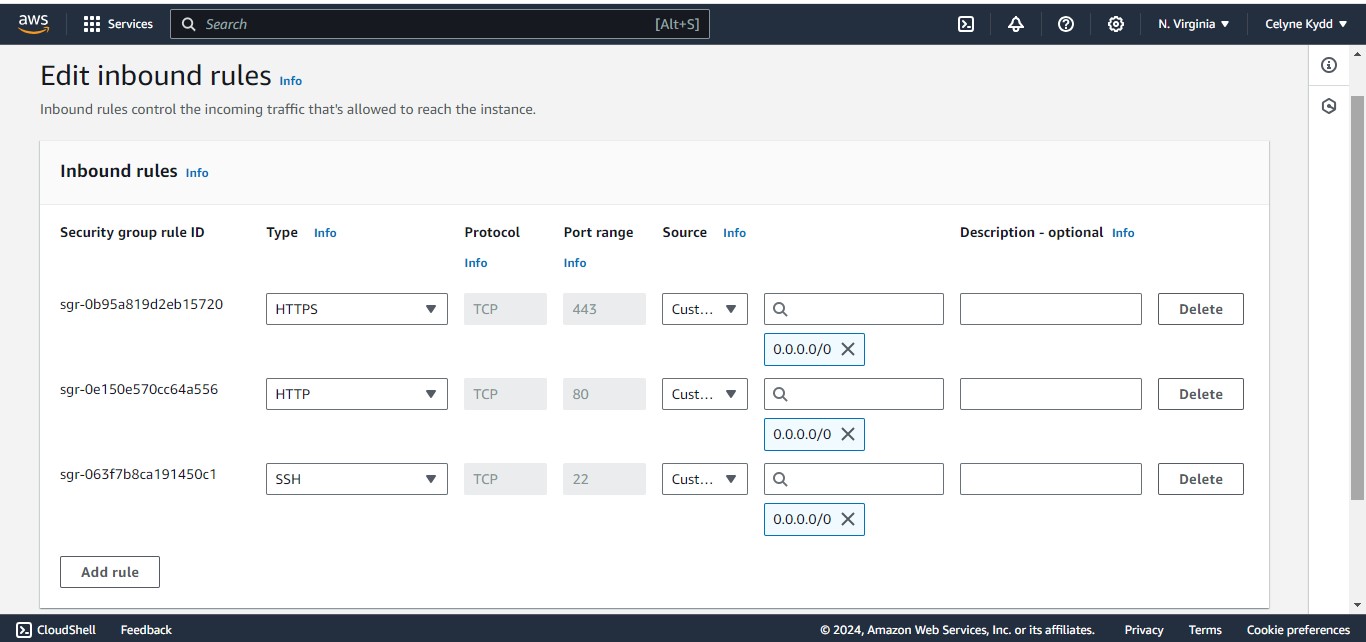 aws Services Search [Alt+S] N. Virginia Celyne Kydd
Edit inbound rules Info
Inbound rules control the incoming traffic that's allowed to reach the instance.
Inbound rules Info
Security group rule ID Type Info Protocol Port range Source Info Description - optional Info
Info Info
sgr-0b95a819d2eb15720 HTTPS TCP 443 Cust... Delete
0.0.0.0/0
sgr-0e150e570cc64a556 HTTP TCP 80 Cust... Delete
0.0.0.0/0
sgr-063f7b8ca191450c1 SSH TCP 22 Cust... Delete
0.0.0.0/0
Add rule
CloudShell Feedback © 2024, Amazon Web Services, Inc. or its affiliates. Privacy Terms Cookie preferences